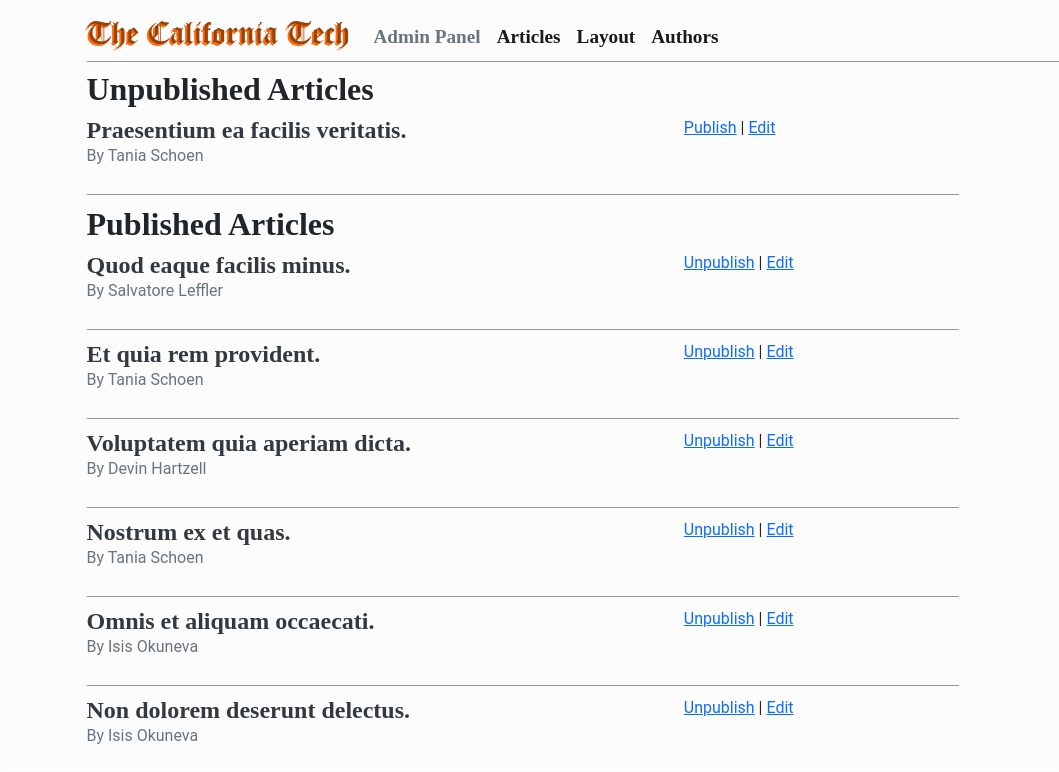 The California Tech Admin Panel Articles Layout Authors
Unpublished Articles
Praesentium ea facilis veritatis. Publish | Edit
By Tania Schoen
Published Articles
Quod eaque facilis minus. Unpublish | Edit
By Salvatore Leffler
Et quia rem provident. Unpublish | Edit
By Tania Schoen
Voluptatem quia aperiam dicta. Unpublish | Edit
By Devin Hartzell
Nostrum ex et quas. Unpublish | Edit
By Tania Schoen
Omnis et aliquam occaecati. Unpublish | Edit
By Isis Okuneva
Non dolorem deserunt delectus. Unpublish | Edit
By Isis Okuneva